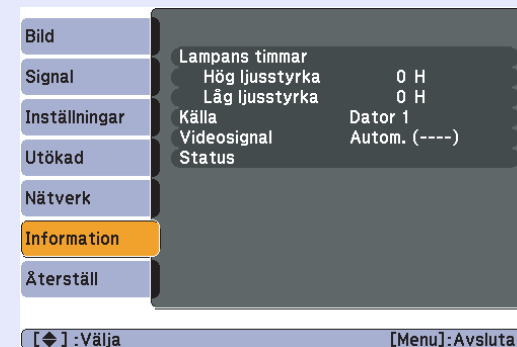 Bild
Signal
Inställningar
Utökad
Nätverk
Information
Återställ
Lampans timmar
Hög ljusstyrka 0 H
Låg ljusstyrka 0 H
Källa Dator 1
Videosignal Autom. (----)
Status
[◆] :Välja [Menu]:Avsluta